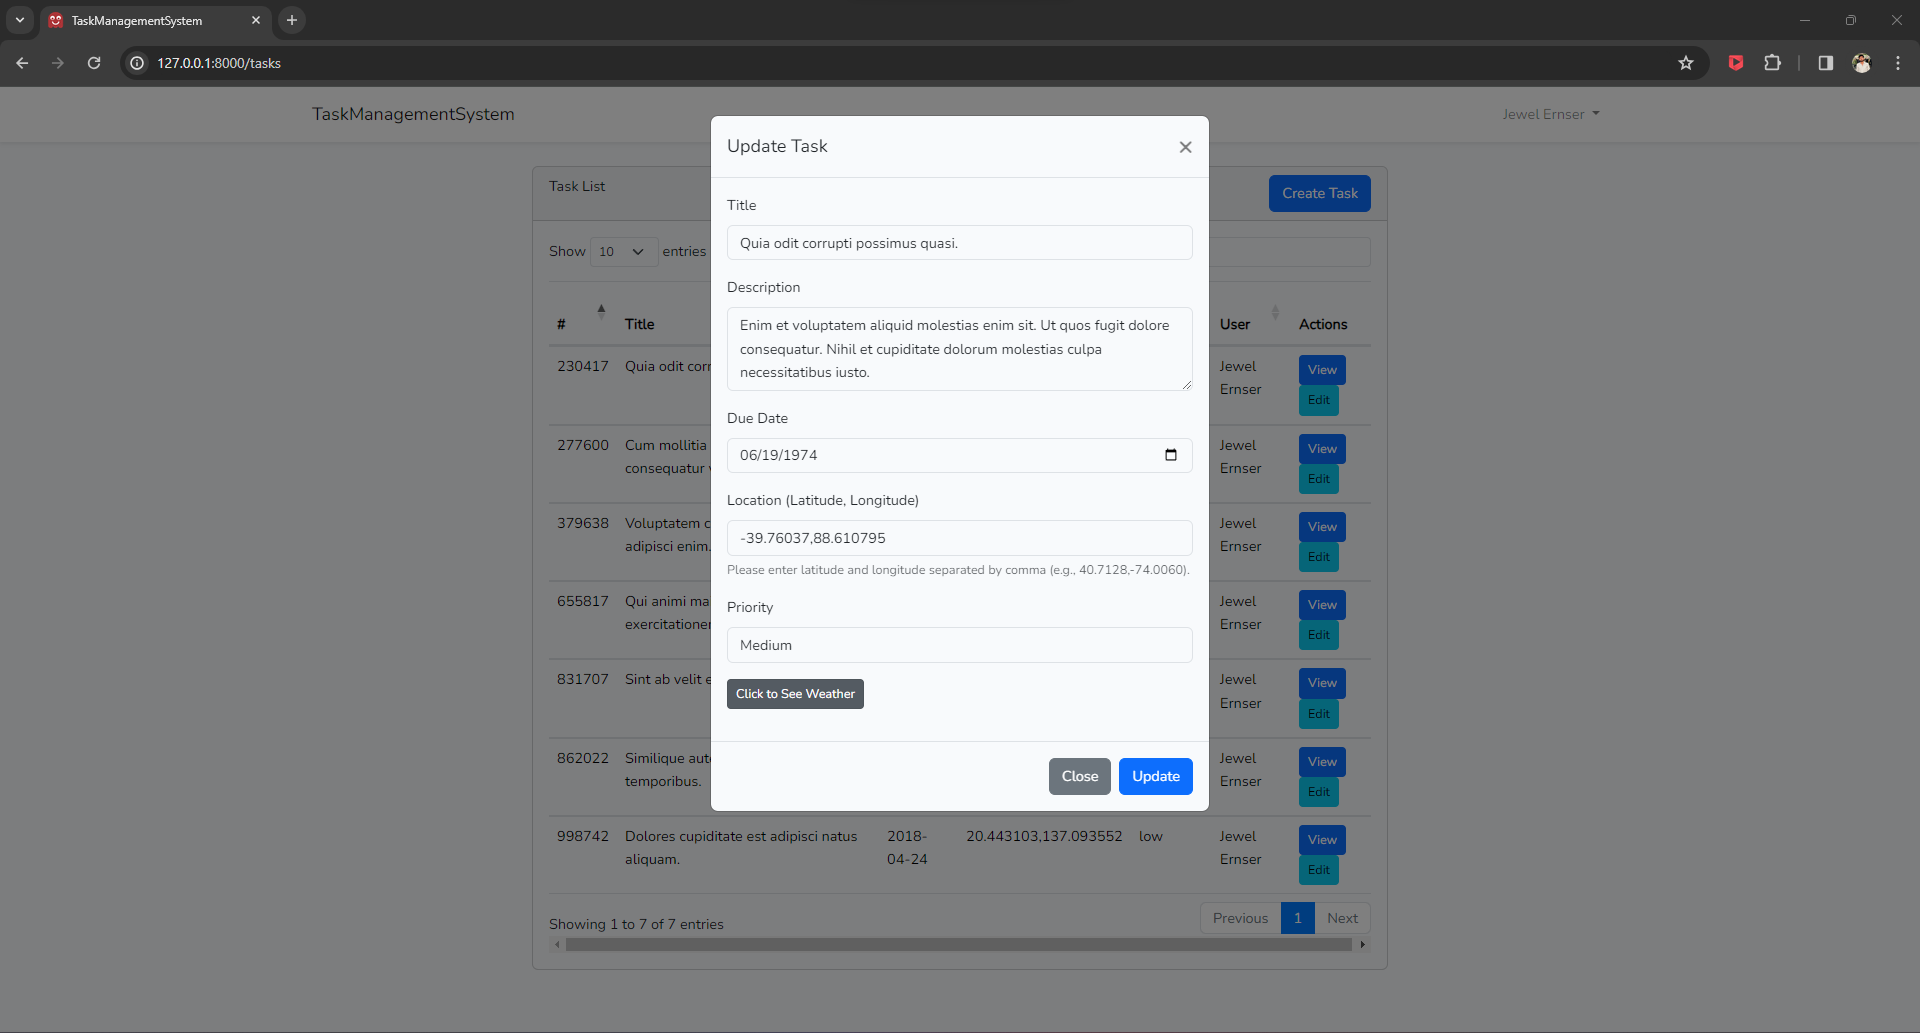 TaskManagementSystem
127.0.0.1:8000/tasks
TaskManagementSystem
Jewel Ernser
Task List
Create Task
Show 10 entries
# Title User Actions
230417 Quia odit corr Jewel Ernser View Edit
277600 Cum mollitia
consequatur Jewel Ernser View Edit
379638 Voluptatem c
adipisci enim. Jewel Ernser View Edit
655817 Qui animi ma
exercitationer Jewel Ernser View Edit
831707 Sint ab velit e Jewel Ernser View Edit
862022 Similique aut
temporibus. Jewel Ernser View Edit
998742 Dolores cupiditate est adipisci natus 2018- 20.443103,137.093552 low Jewel View
aliquam. 04-24 Ernser Edit
Showing 1 to 7 of 7 entries
Previous 1 Next
Update Task
Title
Quia odit corrupti possimus quasi.
Description
Enim et voluptatem aliquid molestias enim sit. Ut quos fugit dolore
consequatur. Nihil et cupiditate dolorum molestias culpa
necessitatibus iusto.
Due Date
06/19/1974
Location (Latitude, Longitude)
-39.76037,88.610795
Please enter latitude and longitude separated by comma (e.g., 40.7128,-74.0060).
Priority
Medium
Click to See Weather
Close Update